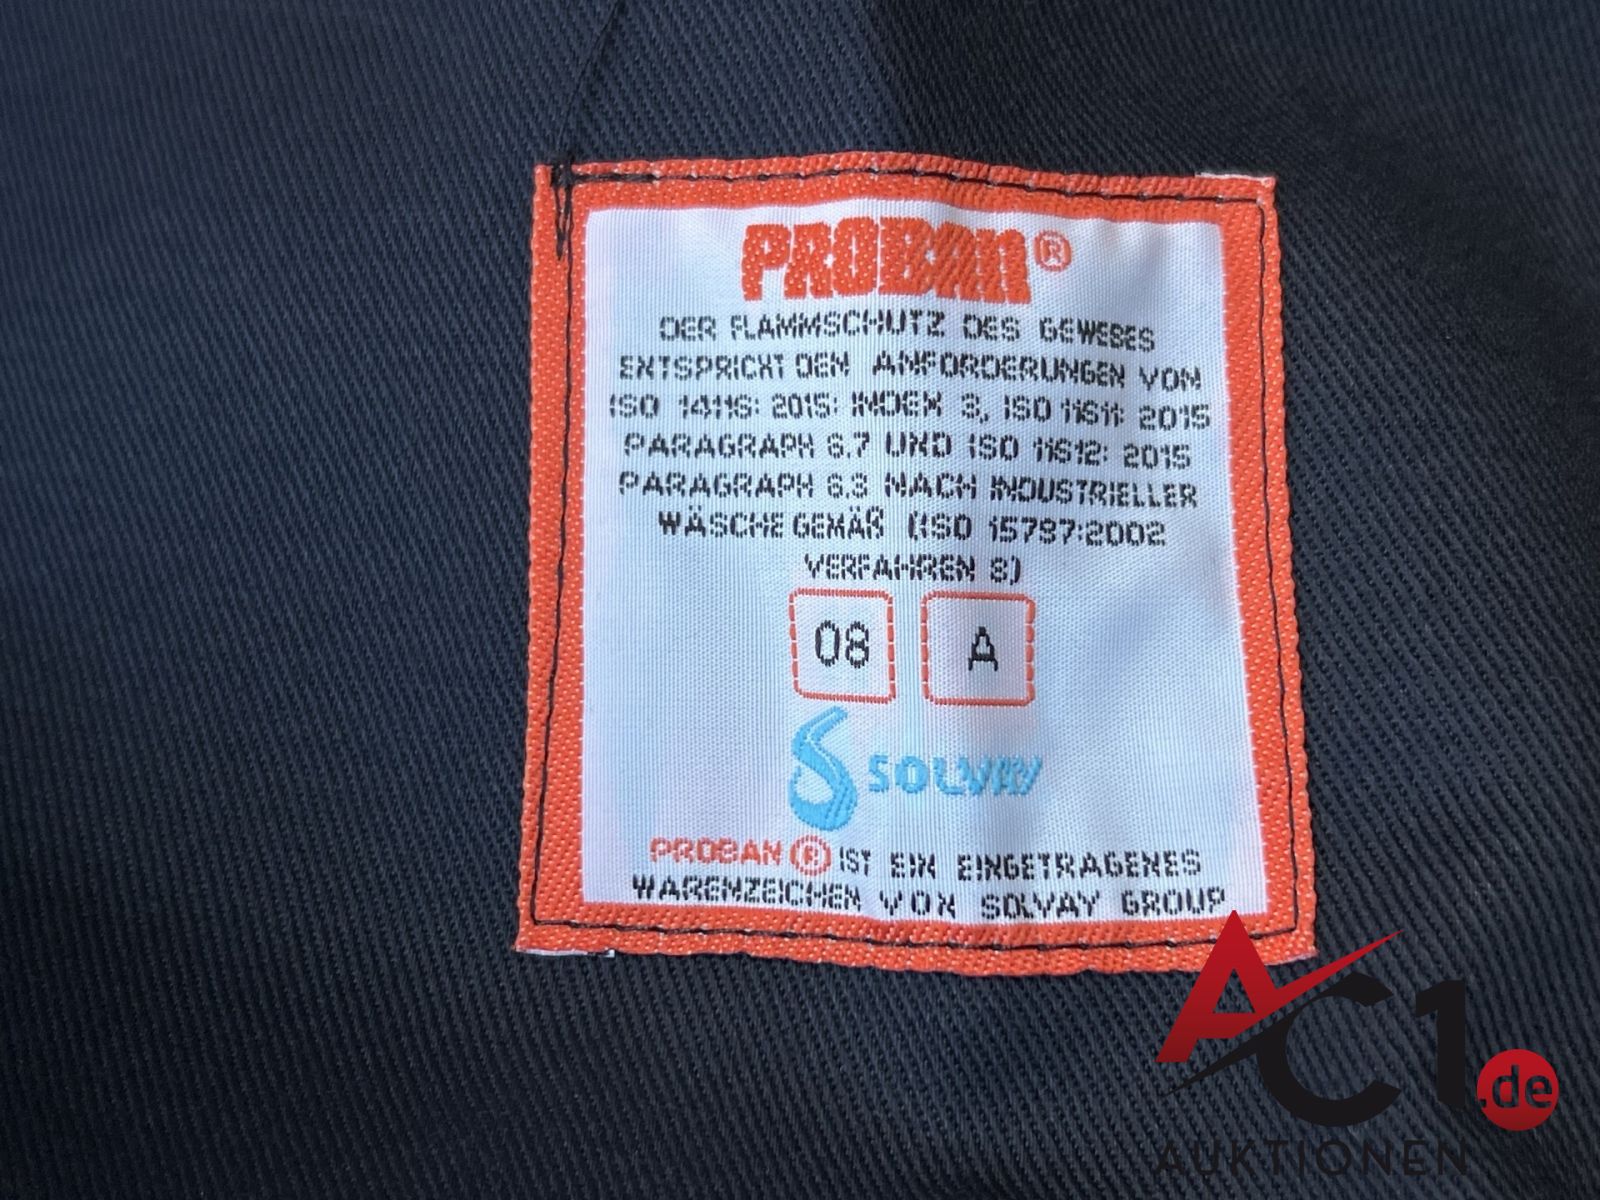 PROBAN®
DER FLAMMSCHUTZ DES GEWEBES
ENTSPRICHT DEN ANFORDERUNGEN VON
ISO 14116: 2015: INDEX 3, ISO 11611: 2015
PARAGRAPH 6.7 UND ISO 11612: 2015
PARAGRAPH 6.3 NACH INDUSTRIELLER
WÄSCHE GEMÄß (ISO 15797:2002
VERFAHREN 8)
08 A
SOLVAY
PROBAN® IST EIN EINGETRAGENES
WARENZEICHEN VON SOLVAY GROUP
AC1.de
AUKTIONEN